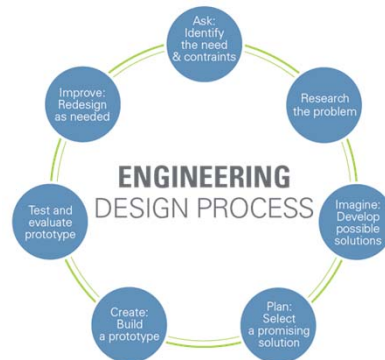 Ask:
Identify
the need
& contraints
Research
the problem
Imagine:
Develop
possible
solutions
Plan:
Select
a promising
solution
Create:
Build
a prototype
Test and
evaluate
prototype
Improve:
Redesign
as needed
ENGINEERING
DESIGN PROCESS